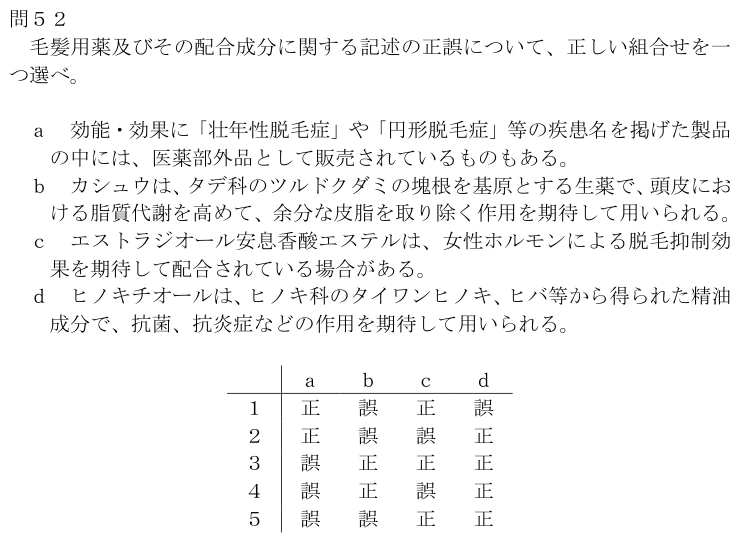 問５２
毛髪用薬及びその配合成分に関する記述の正誤について、正しい組合せを一
つ選べ。
ａ　効能・効果に「壮年性脱毛症」や「円形脱毛症」等の疾患名を掲げた製品
の中には、医薬部外品として販売されているものもある。
ｂ　カシュウは、タデ科のツルドクダミの塊根を基原とする生薬で、頭皮にお
ける脂質代謝を高めて、余分な皮脂を取り除く作用を期待して用いられる。
ｃ　エストラジオール安息香酸エステルは、女性ホルモンによる脱毛抑制効
果を期待して配合されている場合がある。
ｄ　ヒノキチオールは、ヒノキ科のタイワンヒノキ、ヒバ等から得られた精油
成分で、抗菌、抗炎症などの作用を期待して用いられる。
ａ　ｂ　ｃ　ｄ
１　正　誤　正　誤
２　正　誤　誤　正
３　誤　正　正　正
４　誤　正　誤　正
５　誤　誤　正　正